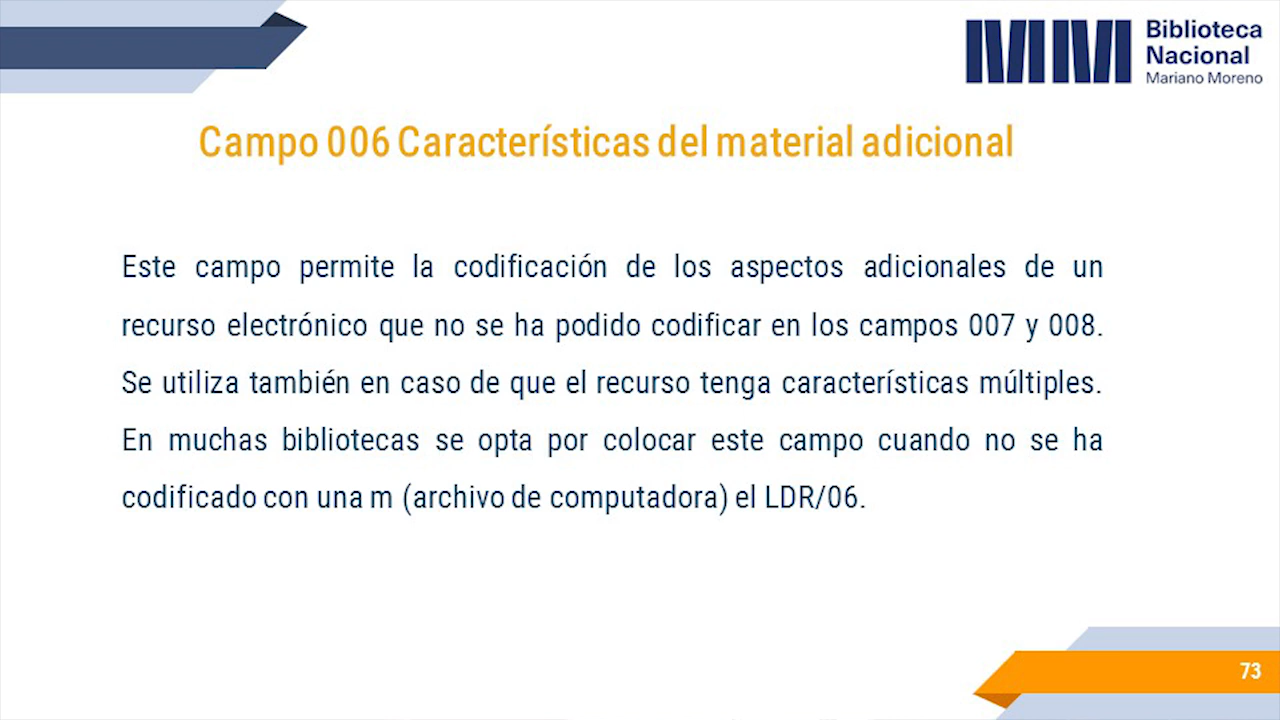 Biblioteca
Nacional
Mariano Moreno
Campo 006 Características del material adicional
Este campo permite la codificación de los aspectos adicionales de un
recurso electrónico que no se ha podido codificar en los campos 007 y 008.
Se utiliza también en caso de que el recurso tenga características múltiples.
En muchas bibliotecas se opta por colocar este campo cuando no se ha
codificado con una m (archivo de computadora) el LDR/06.
73